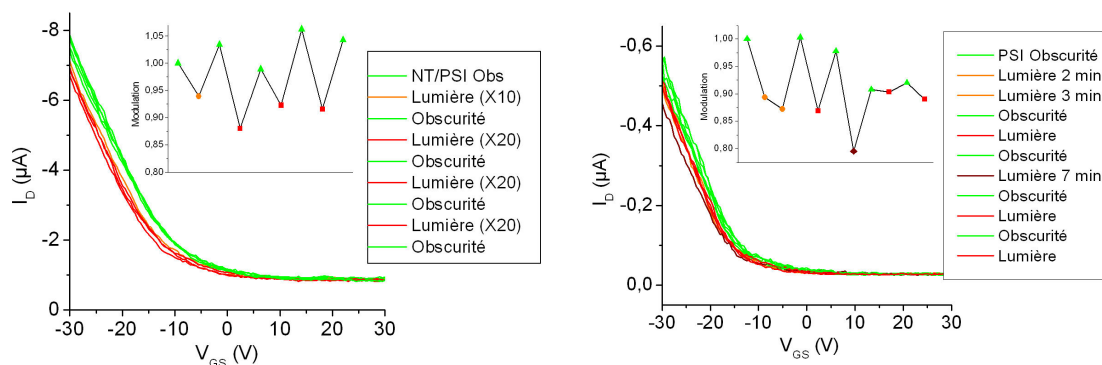 -8
-6
-4
-2
0
I_D (µA)
-30
-20
-10
0
10
20
30
V_GS (V)
1,05
1,00
0,95
0,90
0,85
0,80
Modulation
NT/PSI Obs
Lumière (X10)
Obscurité
Lumière (X20)
Obscurité
Lumière (X20)
Obscurité
Lumière (X20)
Obscurité
-0,6
-0,4
-0,2
0,0
I_D (µA)
-30
-20
-10
0
10
20
30
V_GS (V)
1,00
0,95
0,90
0,85
0,80
Modulation
PSI Obscurité
Lumière 2 min
Lumière 3 min
Obscurité
Lumière
Obscurité
Lumière 7 min
Obscurité
Lumière
Obscurité
Lumière